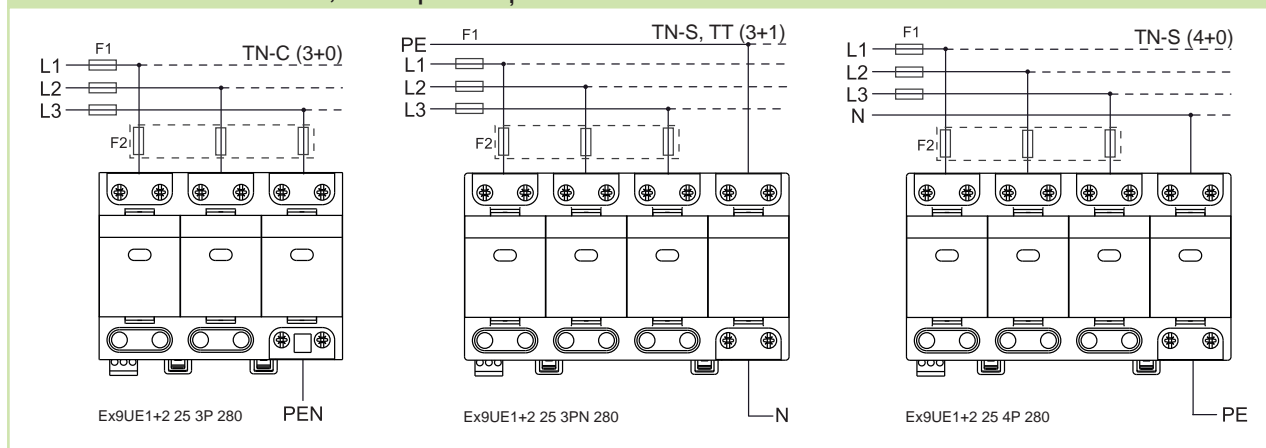 F1
TN-C (3+0)
L1
L2
L3
F2
Ex9UE1+2 25 3P 280
PEN
PE
F1
TN-S, TT (3+1)
L1
L2
L3
F2
Ex9UE1+2 25 3PN 280
N
F1
TN-S (4+0)
L1
L2
L3
N
F2
Ex9UE1+2 25 4P 280
PE